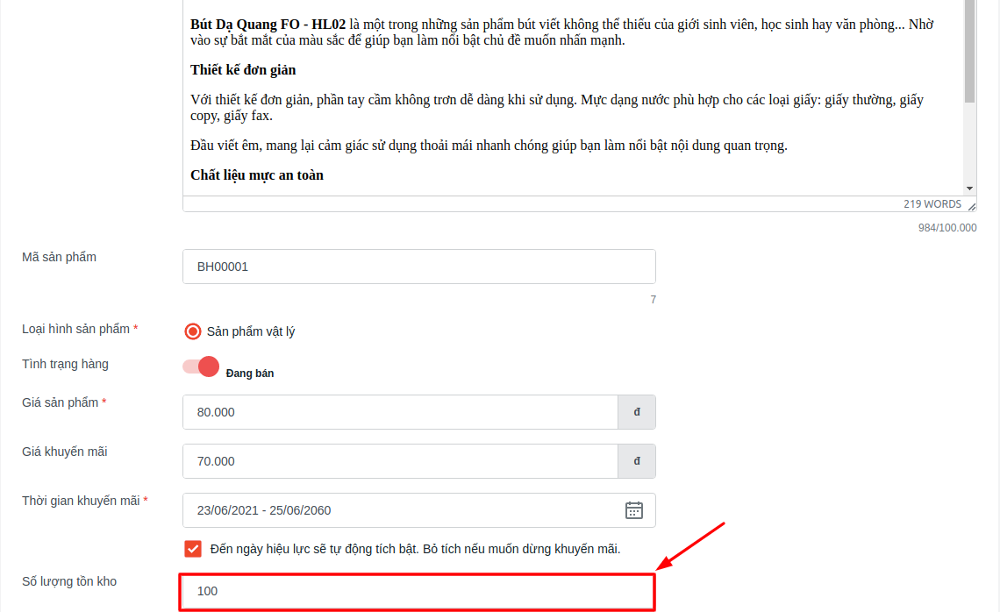 Bút Dạ Quang FO - HL02 là một trong những sản phẩm bút viết không thể thiếu của giới sinh viên, học sinh hay văn phòng... Nhờ
vào sự bắt mắt của màu sắc để giúp bạn làm nổi bật chủ đề muốn nhấn mạnh.
Thiết kế đơn giản
Với thiết kế đơn giản, phần tay cầm không trơn dễ dàng khi sử dụng. Mực dạng nước phù hợp cho các loại giấy: giấy thường, giấy
copy, giấy fax.
Đầu viết êm, mang lại cảm giác sử dụng thoải mái nhanh chóng giúp bạn làm nổi bật nội dung quan trọng.
Chất liệu mực an toàn
219 WORDS
984/100.000
Mã sản phẩm
BH00001
7
Loại hình sản phẩm *
Sản phẩm vật lý
Tình trạng hàng
Đang bán
Giá sản phẩm *
80.000 đ
Giá khuyến mãi
70.000 đ
Thời gian khuyến mãi *
23/06/2021 - 25/06/2060
Đến ngày hiệu lực sẽ tự động tích bật. Bỏ tích nếu muốn dừng khuyến mãi.
Số lượng tồn kho
100